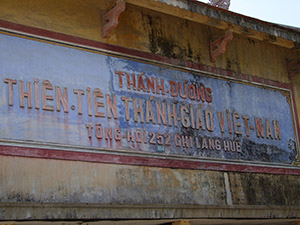 THÁNH ĐƯỜNG
THIÊN-TIÊN THÁNH-GIÁO VIỆT-NAM
TỔNG-HỘI 252 CHI LĂNG HUẾ